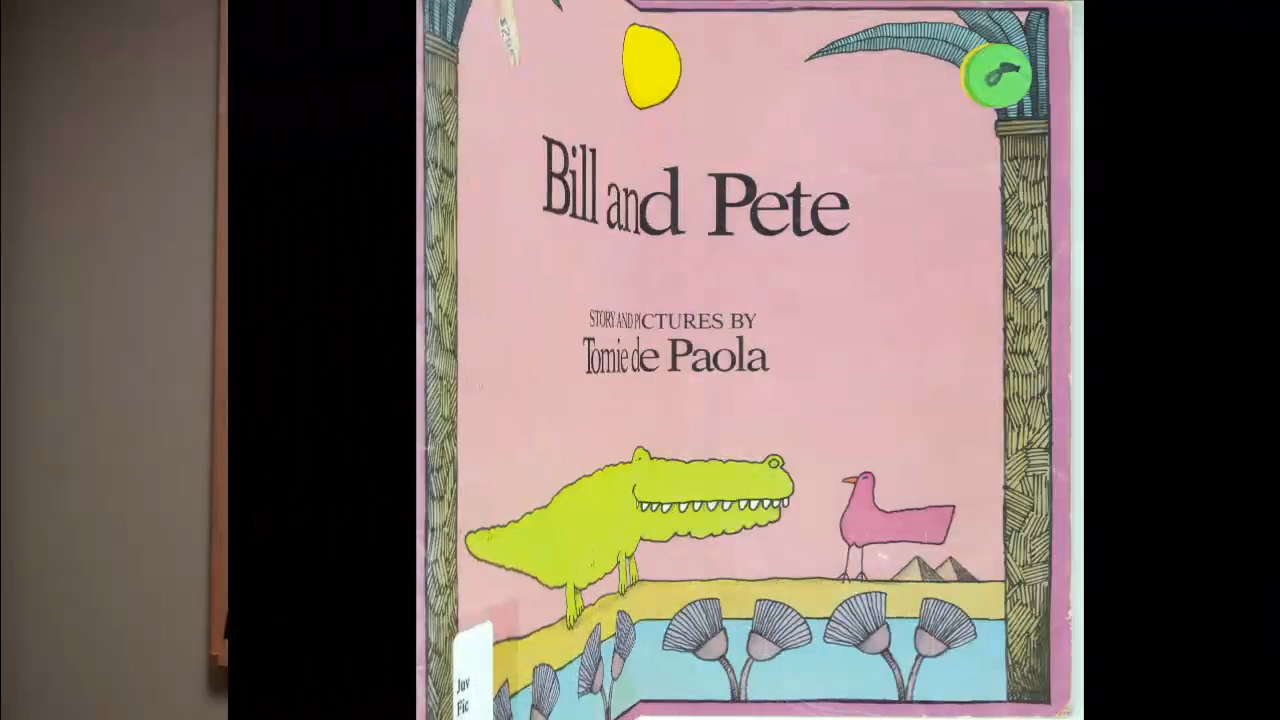 Bill and Pete
STORY AND PICTURES BY
Tomie de Paola
Juv
Fic